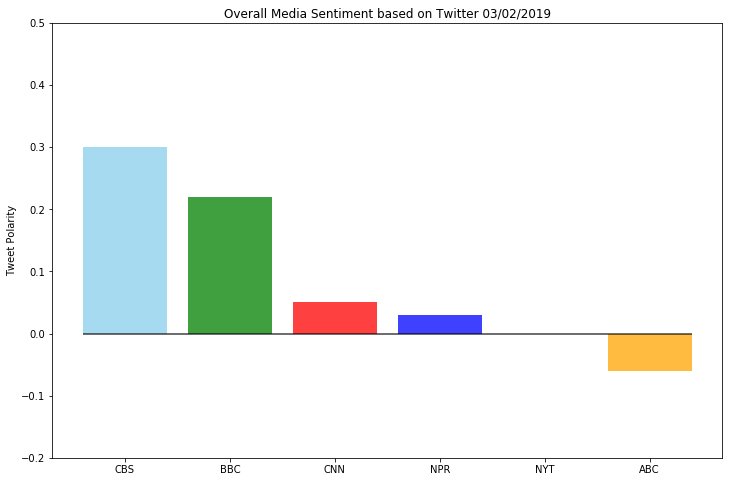 Overall Media Sentiment based on Twitter 03/02/2019
Tweet Polarity
0.5
0.4
0.3
0.2
0.1
0.0
−0.1
−0.2
CBS BBC CNN NPR NYT ABC